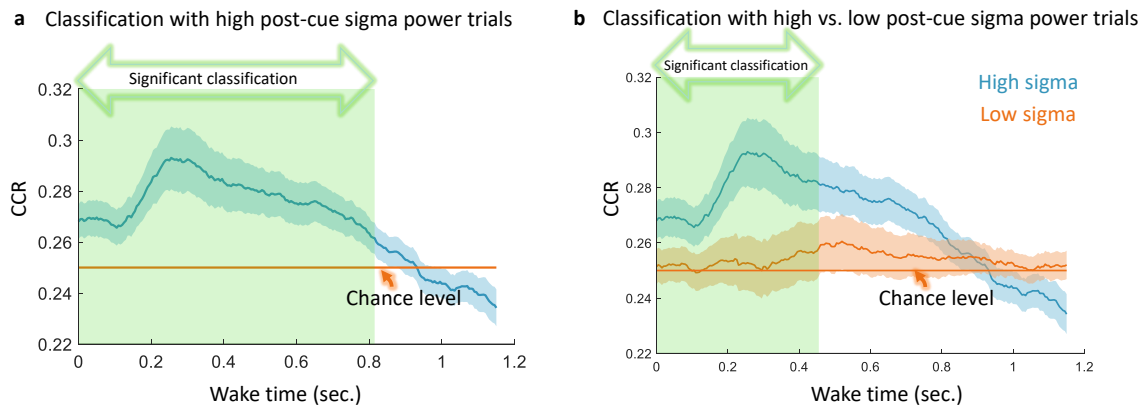 a Classification with high post-cue sigma power trials
Significant classification
0.32
0.3
0.28
0.26
0.24
0.22
CCR
Chance level
0 0.2 0.4 0.6 0.8 1 1.2
Wake time (sec.)
b Classification with high vs. low post-cue sigma power trials
Significant classification
High sigma
Low sigma
0.32
0.3
0.28
0.26
0.24
0.22
CCR
Chance level
0 0.2 0.4 0.6 0.8 1 1.2
Wake time (sec.)